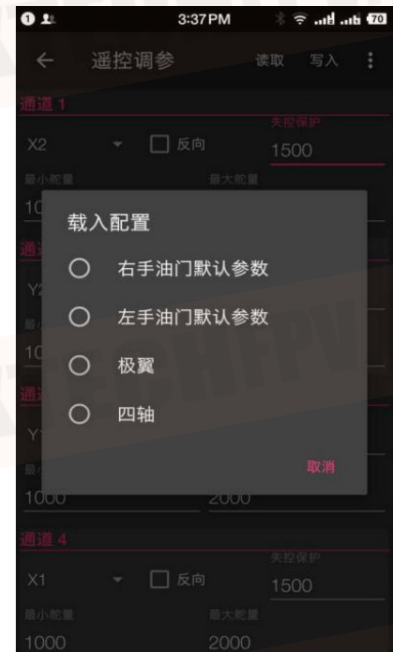 1 3:37PM 70
遥控调参 读取 写入
通道 1
失控保护
X2 反向 1500
最小舵量 最大舵量
10
载入配置
右手油门默认参数
左手油门默认参数
极翼
四轴
取消
1000 2000
通道 4
失控保护
X1 反向 1500
最小舵量 最大舵量
1000 2000